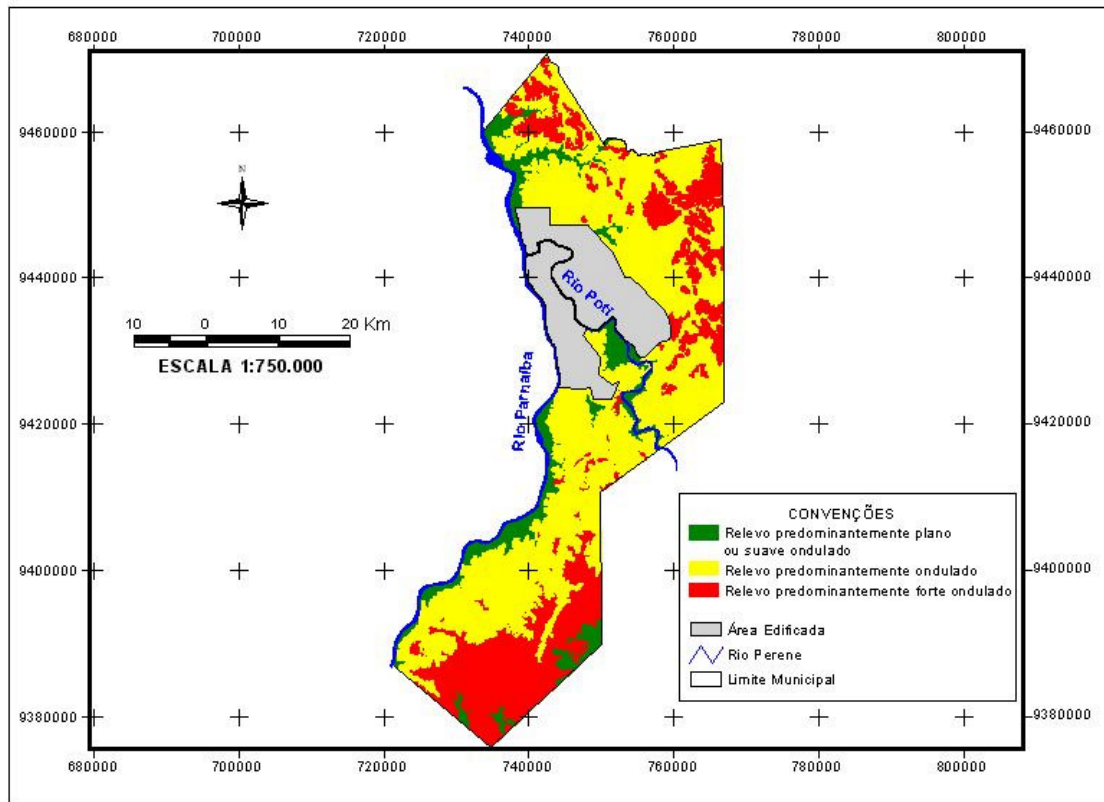 680000 700000 720000 740000 760000 780000 800000
9460000 9460000
N
9440000 9440000
Rio Poti
10 0 10 20 Km
ESCALA 1:750.000
Rio Parnaíba
9420000 9420000
CONVENÇÕES
Relevo predominantemente plano
ou suave ondulado
Relevo predominantemente ondulado
Relevo predominantemente forte ondulado
Área Edificada
Rio Perene
Limite Municipal
9400000 9400000
9380000 9380000
680000 700000 720000 740000 760000 780000 800000